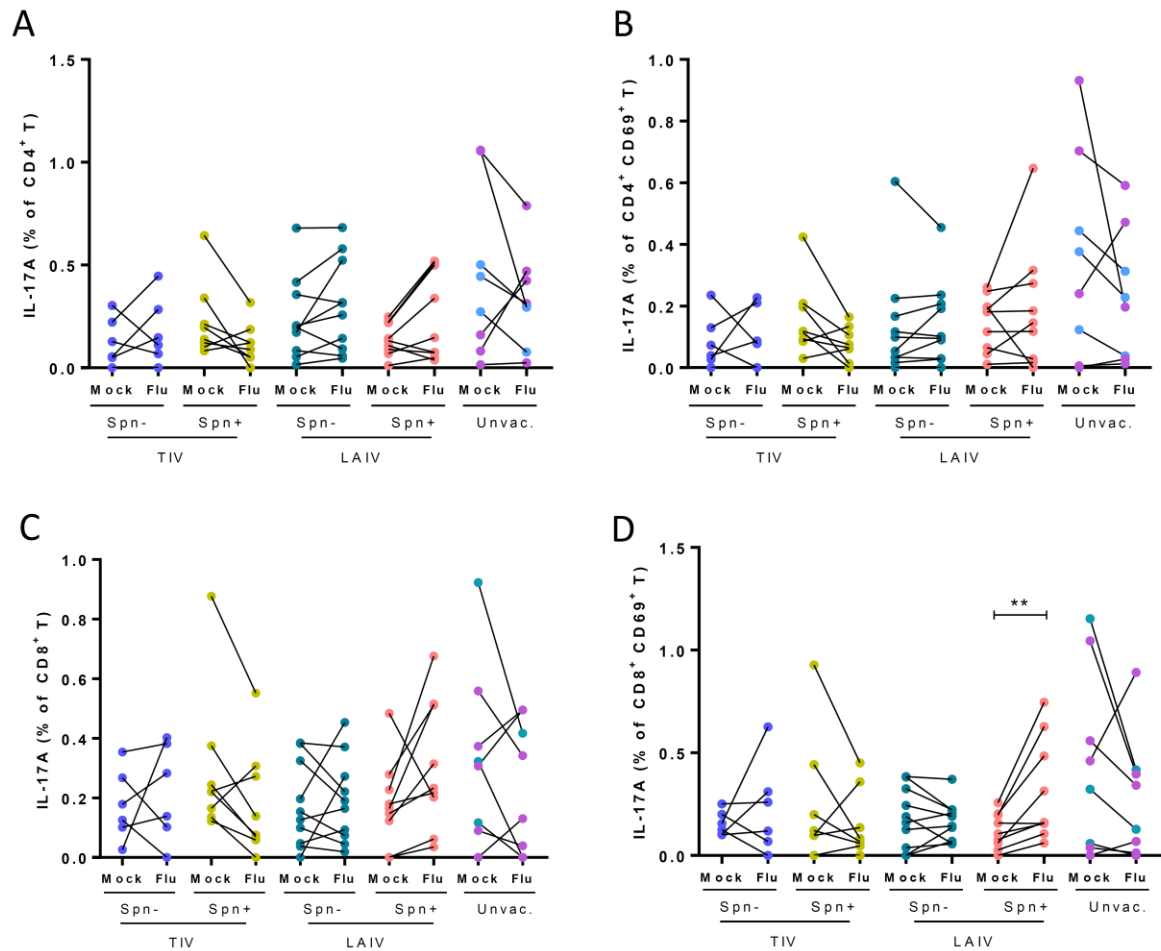 A
IL-17A (% of CD4⁺ T)
1.5
1.0
0.5
0.0
Mock Flu Mock Flu Mock Flu Mock Flu Mock Flu
Spn- Spn+ Spn- Spn+ Unvac.
TIV LAIV
B
IL-17A (% of CD4⁺ CD69⁺ T)
1.0
0.8
0.6
0.4
0.2
0.0
Mock Flu Mock Flu Mock Flu Mock Flu Mock Flu
Spn- Spn+ Spn- Spn+ Unvac.
TIV LAIV
C
IL-17A (% of CD8⁺ T)
1.0
0.8
0.6
0.4
0.2
0.0
Mock Flu Mock Flu Mock Flu Mock Flu Mock Flu
Spn- Spn+ Spn- Spn+ Unvac.
TIV LAIV
D
IL-17A (% of CD8⁺ CD69⁺ T)
1.5
1.0
0.5
0.0
**
Mock Flu Mock Flu Mock Flu Mock Flu Mock Flu
Spn- Spn+ Spn- Spn+ Unvac.
TIV LAIV